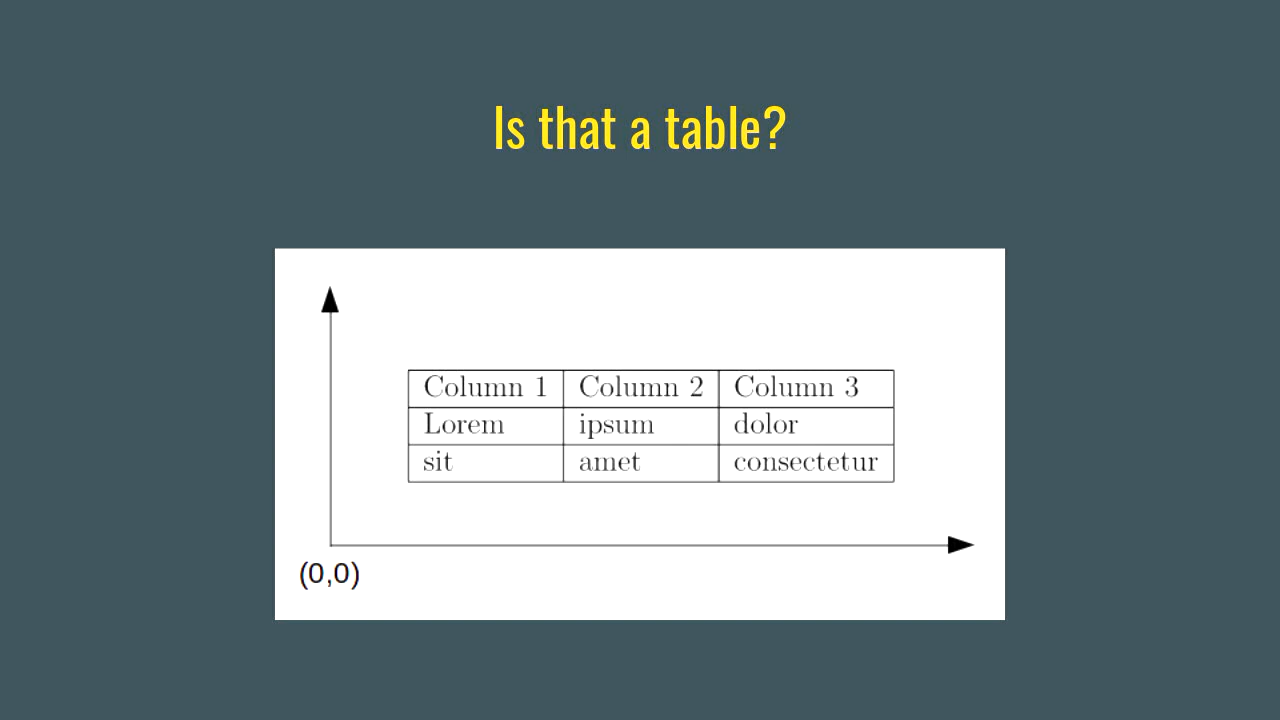 Is that a table?
Column 1 Column 2 Column 3
Lorem ipsum dolor
sit amet consectetur
(0,0)